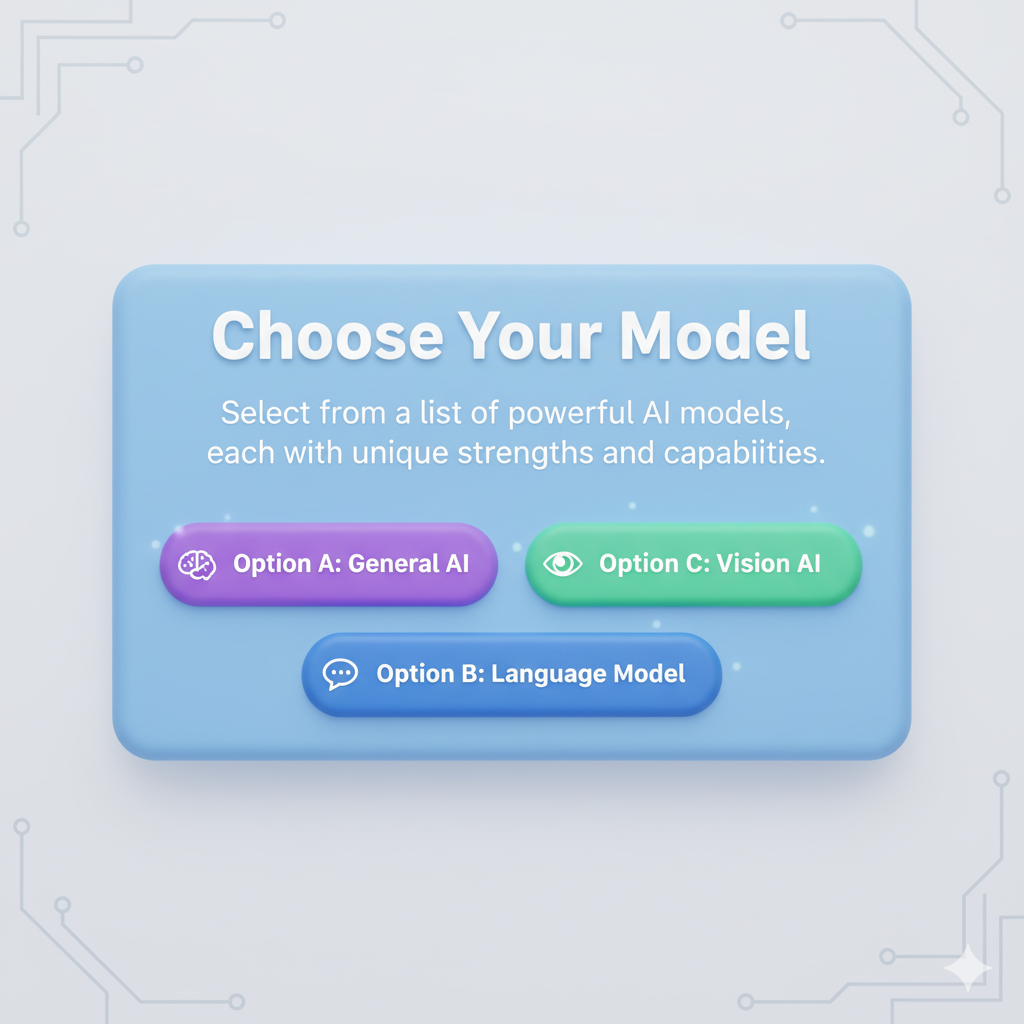 Choose Your Model
Select from a list of powerful AI models,
each with unique strengths and capabiities.
Option A: General AI
Option C: Vision AI
Option B: Language Model